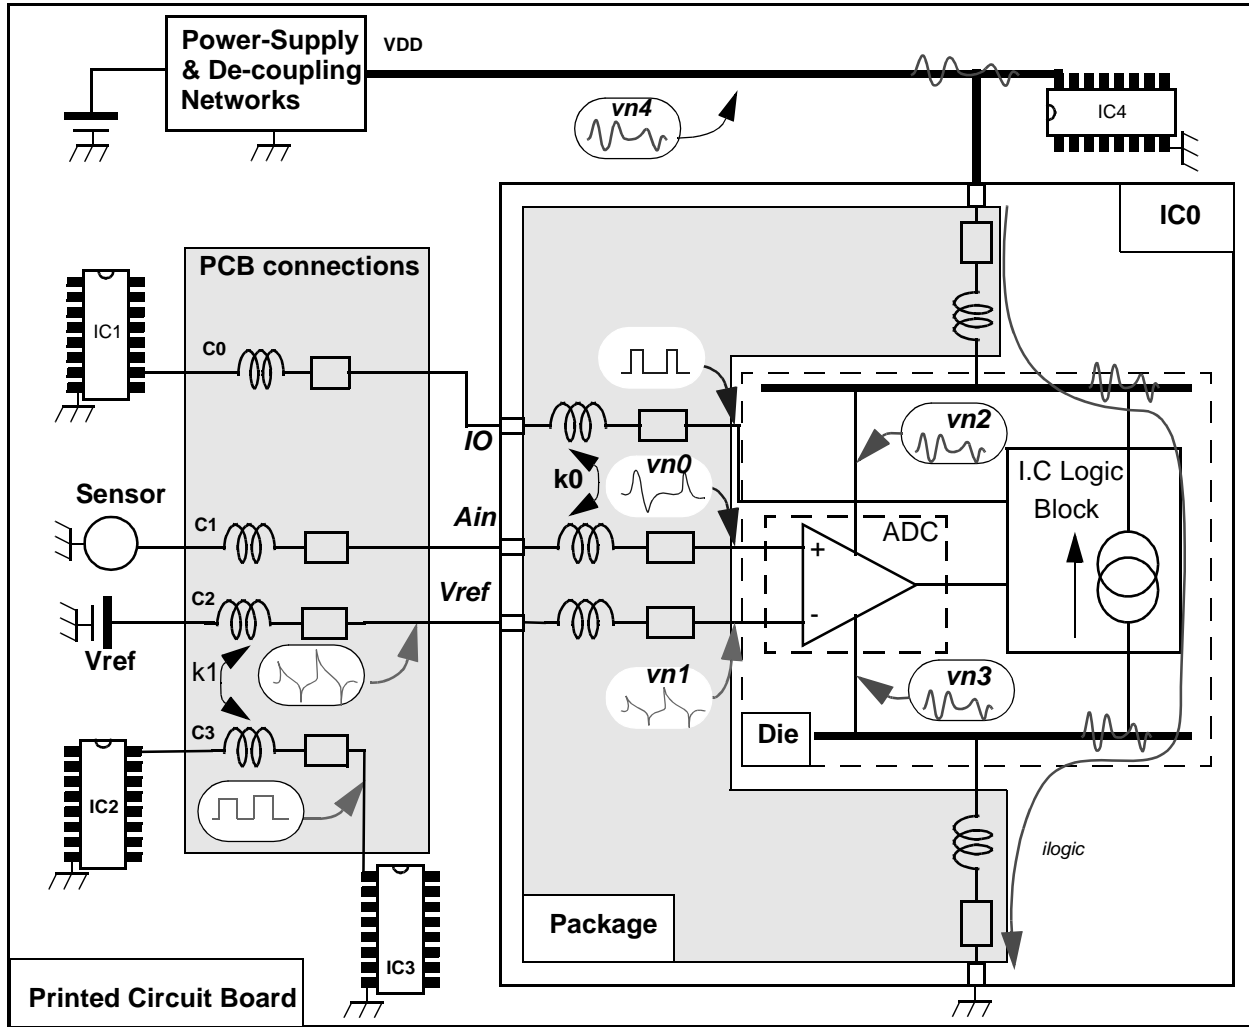 Power-Supply
& De-coupling
Networks
VDD
vn4
IC4
IC0
PCB connections
IC1
C0
IO
k0
vn0
vn2
I.C Logic
Block
Sensor
C1
Ain
ADC
+
-
C2
Vref
Vref
k1
vn1
vn3
C3
Die
IC2
ilogic
Package
IC3
Printed Circuit Board